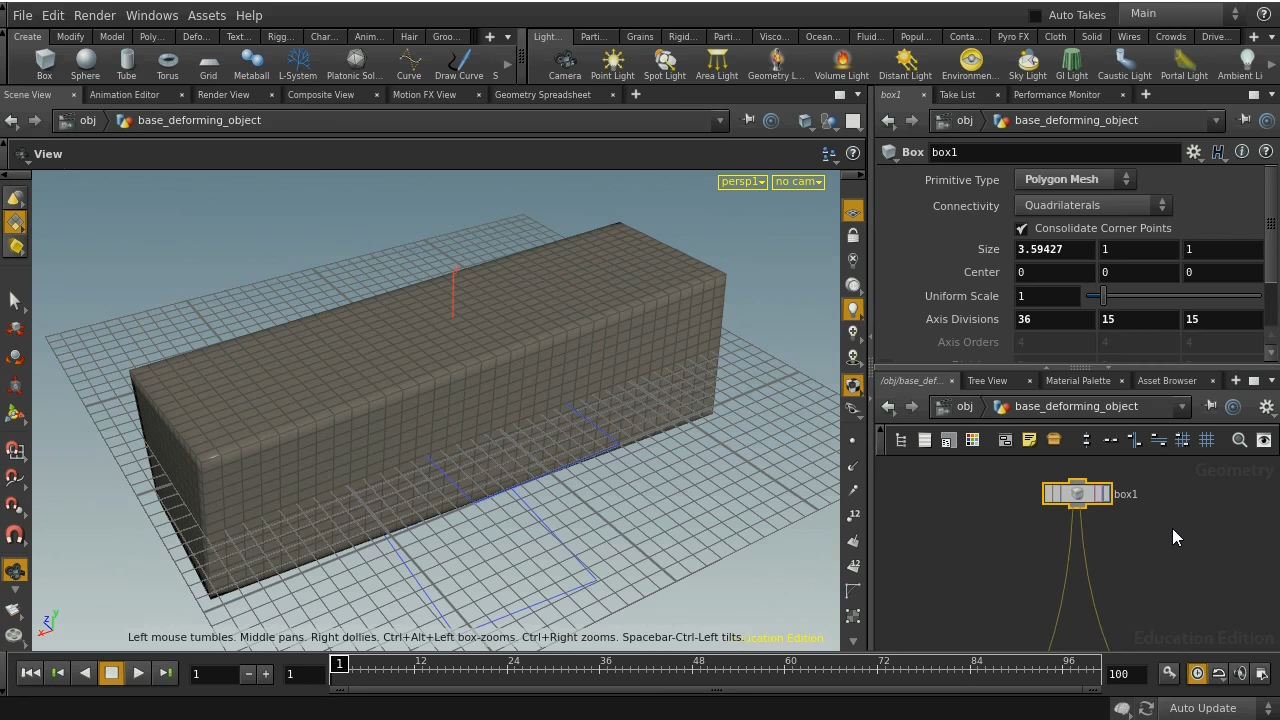 File Edit Render Windows Assets Help
Auto Takes
Main
Create Modify Model Poly... Defo... Text... Rigg... Char... Anim... Hair Groo...
Light... Parti... Grains Rigid... Parti... Visco... Ocean... Fluid... Popul... Conta... Pyro FX Cloth Solid Wires Crowds Drive...
Box Sphere Tube Torus Grid Metaball L-System Platonic Sol... Curve Draw Curve S
Camera Point Light Spot Light Area Light Geometry L... Volume Light Distant Light Environmen... Sky Light GI Light Caustic Light Portal Light Ambient Li
Scene View Animation Editor Render View Composite View Motion FX View Geometry Spreadsheet
box1 Take List Performance Monitor
obj base_deforming_object
obj base_deforming_object
View
Box box1
persp1 no cam
Primitive Type Polygon Mesh
Connectivity Quadrilaterals
Consolidate Corner Points
Size 3.59427 1 1
Center 0 0 0
Uniform Scale 1
Axis Divisions 36 15 15
Axis Orders 4 4 4
/obj/base_def... Tree View Material Palette Asset Browser
obj base_deforming_object
12
12
Geometry
box1
z y x
Left mouse tumbles. Middle pans. Right dollies. Ctrl+Alt+Left box-zooms. Ctrl+Right zooms. Spacebar-Ctrl-Left tilts.
Education Edition
1 1 1 12 24 36 48 60 72 84 96 100
Auto Update